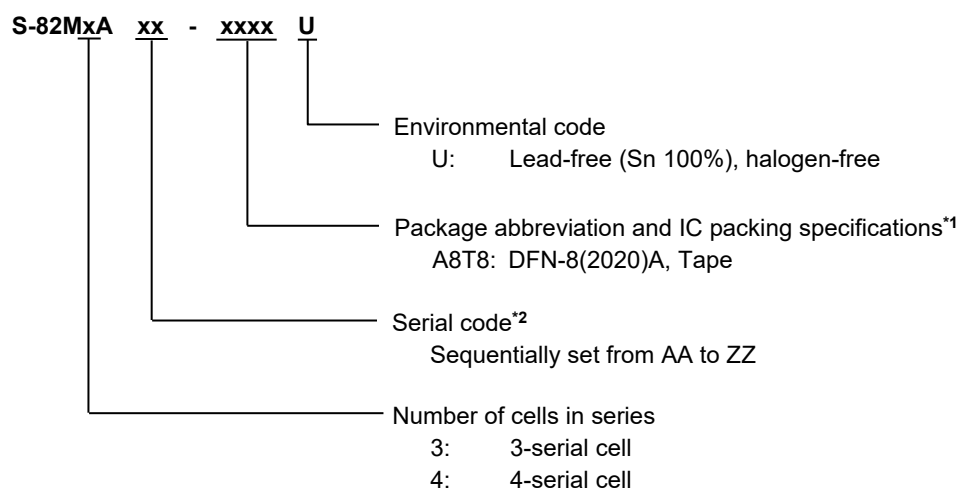 S-82MxA xx - xxxx U
Environmental code
U: Lead-free (Sn 100%), halogen-free
Package abbreviation and IC packing specifications*1
A8T8: DFN-8(2020)A, Tape
Serial code*2
Sequentially set from AA to ZZ
Number of cells in series
3: 3-serial cell
4: 4-serial cell